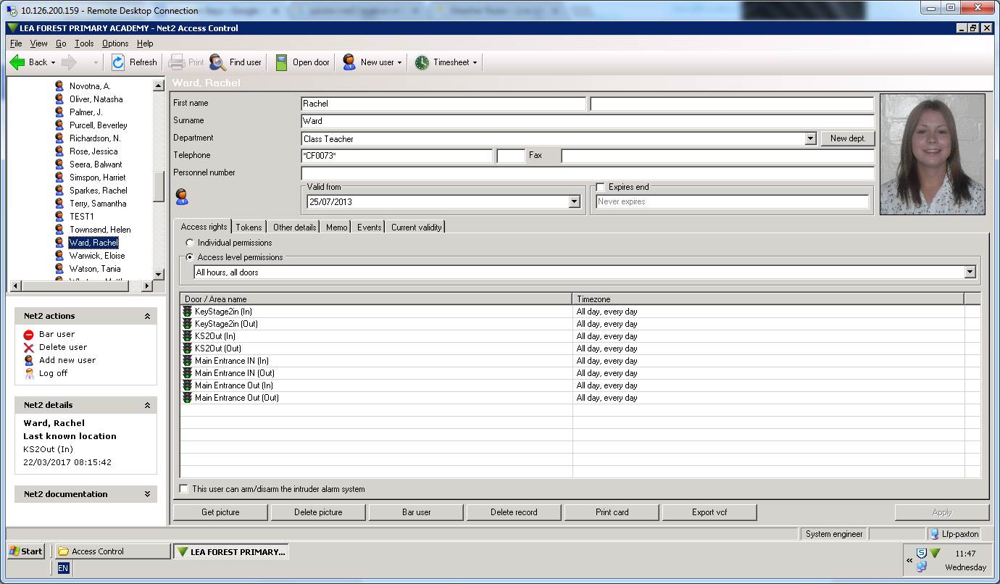 10.126.200.159 - Remote Desktop Connection
LEA FOREST PRIMARY ACADEMY - Net2 Access Control
File View Go Tools Options Help
Back Refresh Print Find user Open door New user Timesheet
Novotna, A.
Oliver, Natasha
Palmer, J.
Purcell, Beverley
Richardson, N.
Rose, Jessica
Seera, Balwant
Simspon, Harriet
Sparkes, Rachel
Terry, Samantha
TEST1
Townsend, Helen
Ward, Rachel
Warwick, Eloise
Watson, Tania
Net2 actions
Bar user
Delete user
Add new user
Log off
Net2 details
Ward, Rachel
Last known location
KS2Out (In)
22/03/2017 08:15:42
Net2 documentation
Ward, Rachel
First name Rachel
Surname Ward
Department Class Teacher New dept.
Telephone *CF0073* Fax
Personnel number
Valid from Expires end
25/07/2013 Never expires
Access rights Tokens Other details Memo Events Current validity
Individual permissions
Access level permissions
All hours, all doors
Door / Area name Timezone
KeyStage2in (In) All day, every day
KeyStage2in (Out) All day, every day
KS2Out (In) All day, every day
KS2Out (Out) All day, every day
Main Entrance IN (In) All day, every day
Main Entrance IN (Out) All day, every day
Main Entrance Out (In) All day, every day
Main Entrance Out (Out) All day, every day
This user can arm/disarm the intruder alarm system
Get picture Delete picture Bar user Delete record Print card Export vcf Apply
System engineer Lfp-paxton
Start Access Control LEA FOREST PRIMARY... « 11:47
EN Wednesday